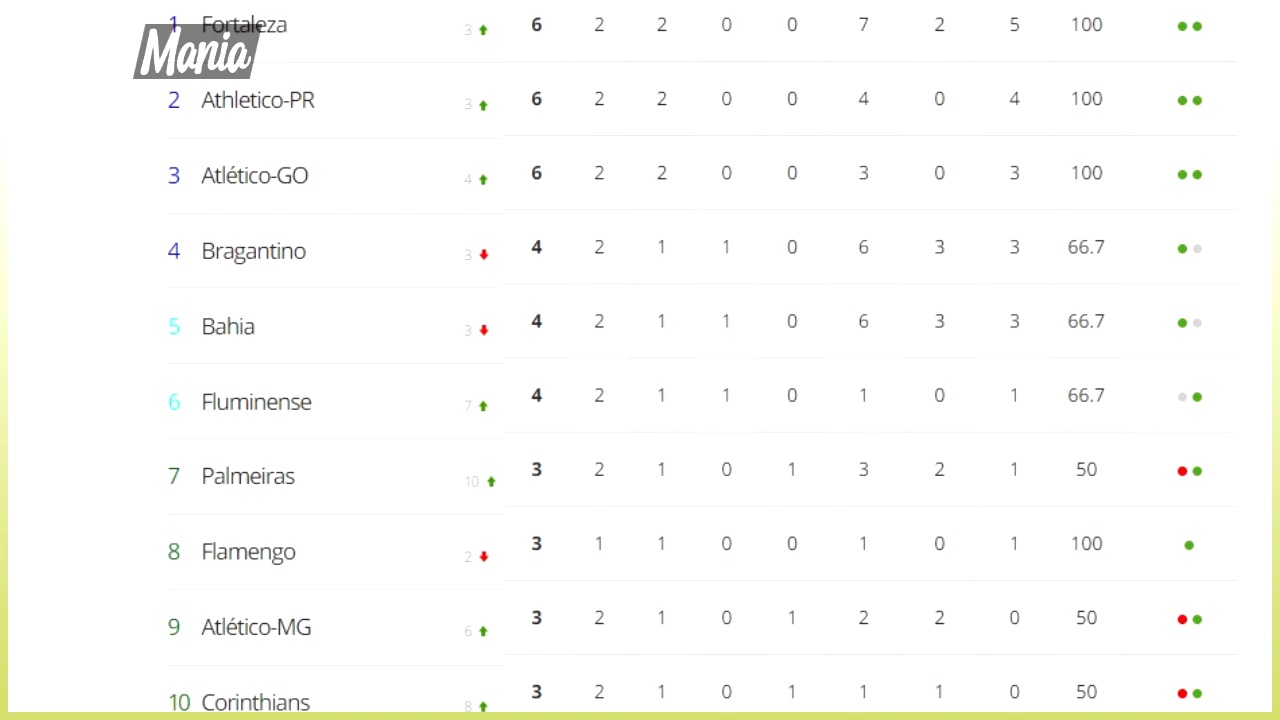 1 Fortaleza 3 6 2 2 0 0 7 2 5 100
Mania
2 Athletico-PR 3 6 2 2 0 0 4 0 4 100
3 Atlético-GO 4 6 2 2 0 0 3 0 3 100
4 Bragantino 3 4 2 1 1 0 6 3 3 66.7
5 Bahia 3 4 2 1 1 0 6 3 3 66.7
6 Fluminense 7 4 2 1 1 0 1 0 1 66.7
7 Palmeiras 10 3 2 1 0 1 3 2 1 50
8 Flamengo 2 3 1 1 0 0 1 0 1 100
9 Atlético-MG 6 3 2 1 0 1 2 2 0 50
10 Corinthians 8 3 2 1 0 1 1 1 0 50